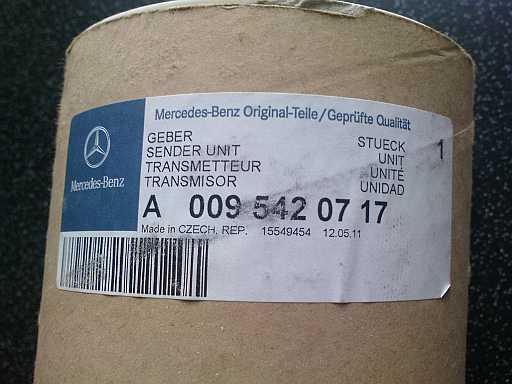 Mercedes-Benz Original-Teile/Geprüfte Qualität
Mercedes-Benz
GEBER STUECK 1
SENDER UNIT UNIT
TRANSMETTEUR UNITÉ
TRANSMISOR UNIDAD
A 009 542 07 17
Made in CZECH. REP. 15549454 12.05.11